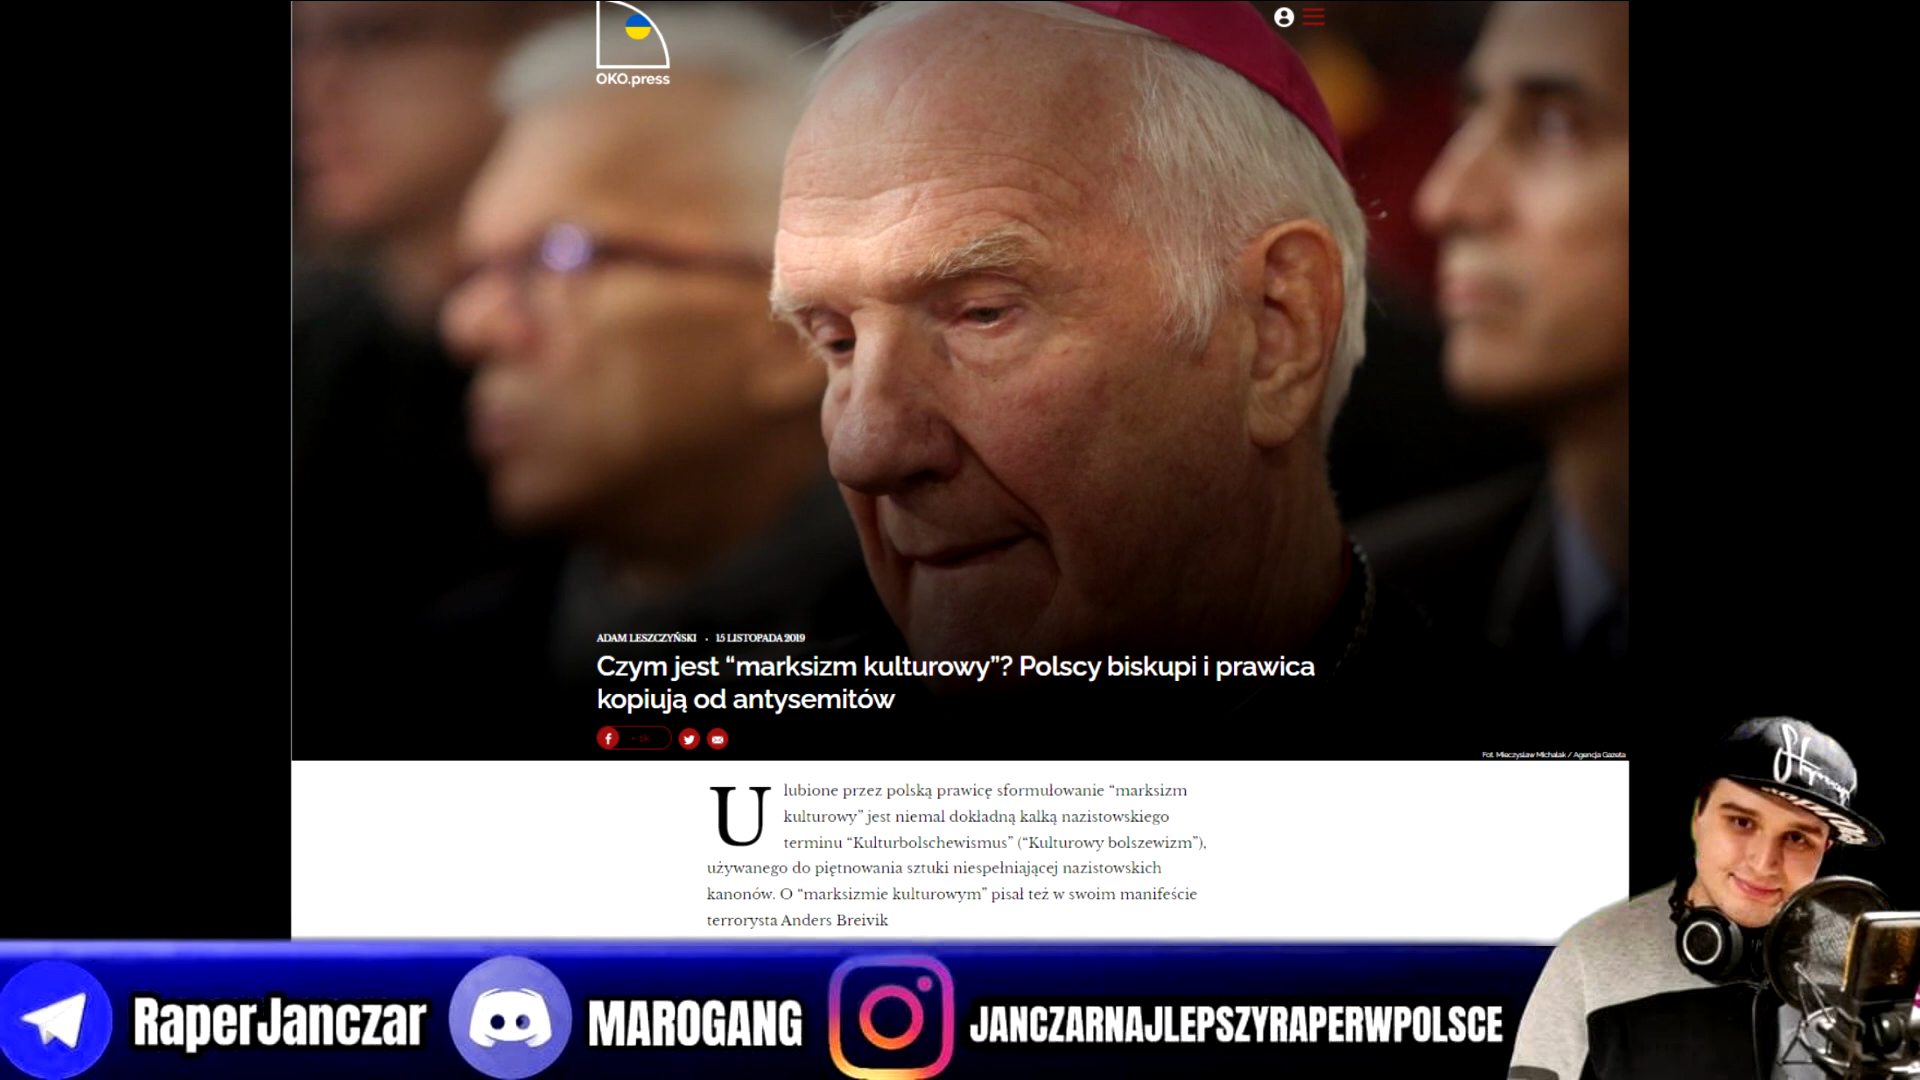 OKO.press
ADAM LESZCZYŃSKI · 15 LISTOPADA 2019
Czym jest “marksizm kulturowy”? Polscy biskupi i prawica
kopiują od antysemitów
Fot. Mieczysław Michalak / Agencja Gazeta
Ulubione przez polską prawicę sformułowanie “marksizm
kulturowy” jest niemal dokładną kalką nazistowskiego
terminu “Kulturbolschewismus” (“Kulturowy bolszewizm”),
używanego do piętnowania sztuki niespełniającej nazistowskich
kanonów. O “marksizmie kulturowym” pisał też w swoim manifeście
terrorysta Anders Breivik
RaperJanczar
MAROGANG
JANCZARNAJLEPSZYRAPERWPOLSCE